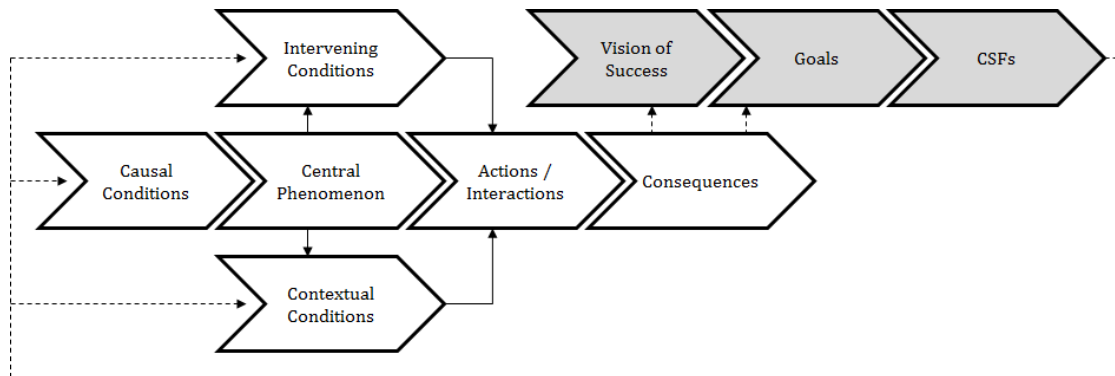 Intervening
Conditions
Vision of
Success
Goals
CSFs
Causal
Conditions
Central
Phenomenon
Actions /
Interactions
Consequences
Contextual
Conditions